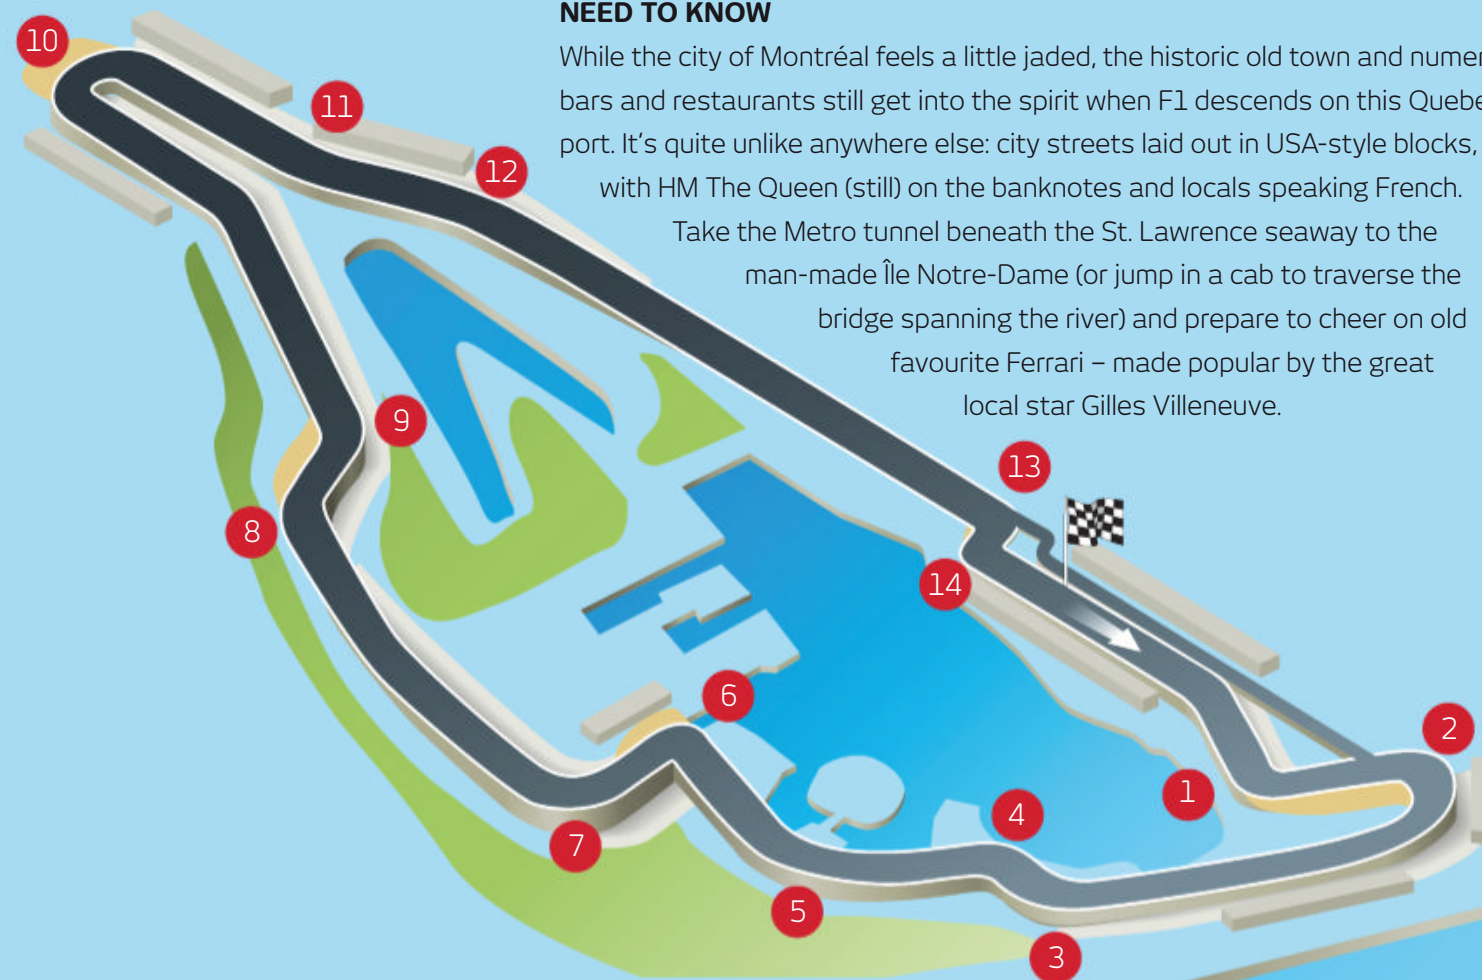 NEED TO KNOW
While the city of Montréal feels a little jaded, the historic old town and
bars and restaurants still get into the spirit when F1 descends on this
port. It's quite unlike anywhere else: city streets laid out in USA-style blocks,
with HM The Queen (still) on the banknotes and locals speaking French.
Take the Metro tunnel beneath the St. Lawrence seaway to the
man-made Île Notre-Dame (or jump in a cab to traverse the
bridge spanning the river) and prepare to cheer on old
favourite Ferrari – made popular by the great
local star Gilles Villeneuve.
10
11
12
9
13
8
14
6
2
1
4
7
5
3